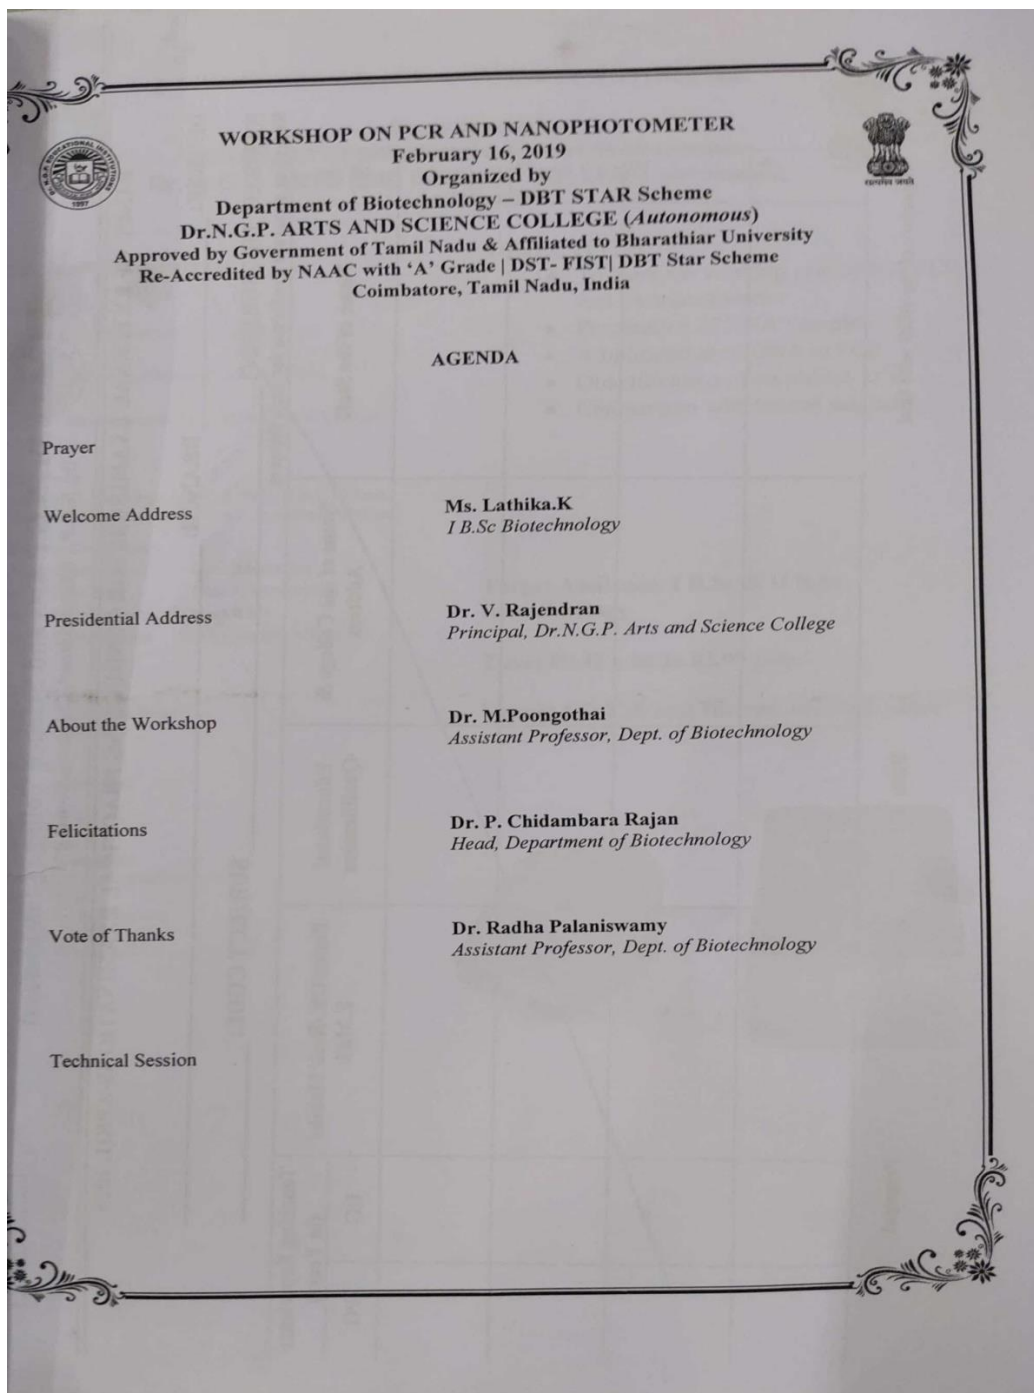 WORKSHOP ON PCR AND NANOPHOTOMETER
February 16, 2019
Organized by
Department of Biotechnology – DBT STAR Scheme
Dr.N.G.P. ARTS AND SCIENCE COLLEGE (Autonomous)
Approved by Government of Tamil Nadu & Affiliated to Bharathiar University
Re-Accredited by NAAC with ‘A’ Grade | DST- FIST| DBT Star Scheme
Coimbatore, Tamil Nadu, India
AGENDA
Prayer
Welcome Address
Ms. Lathika.K
I B.Sc Biotechnology
Presidential Address
Dr. V. Rajendran
Principal, Dr.N.G.P. Arts and Science College
About the Workshop
Dr. M.Poongothai
Assistant Professor, Dept. of Biotechnology
Felicitations
Dr. P. Chidambara Rajan
Head, Department of Biotechnology
Vote of Thanks
Dr. Radha Palaniswamy
Assistant Professor, Dept. of Biotechnology
Technical Session